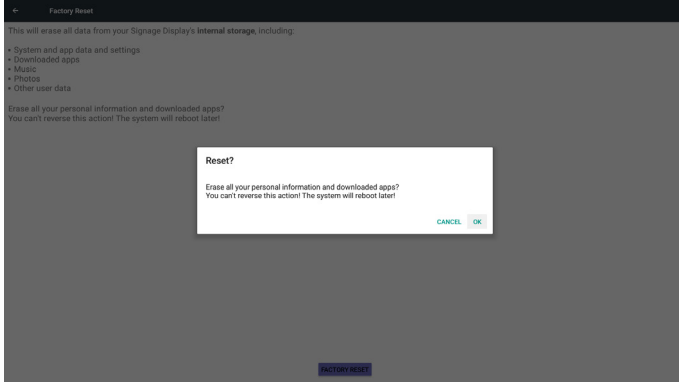 ← Factory Reset
This will erase all data from your Signage Display's internal storage, including:
• System and app data and settings
• Downloaded apps
• Music
• Photos
• Other user data
Erase all your personal information and downloaded apps?
You can't reverse this action! The system will reboot later!
Reset?
Erase all your personal information and downloaded apps?
You can't reverse this action! The system will reboot later!
CANCEL OK
FACTORY RESET